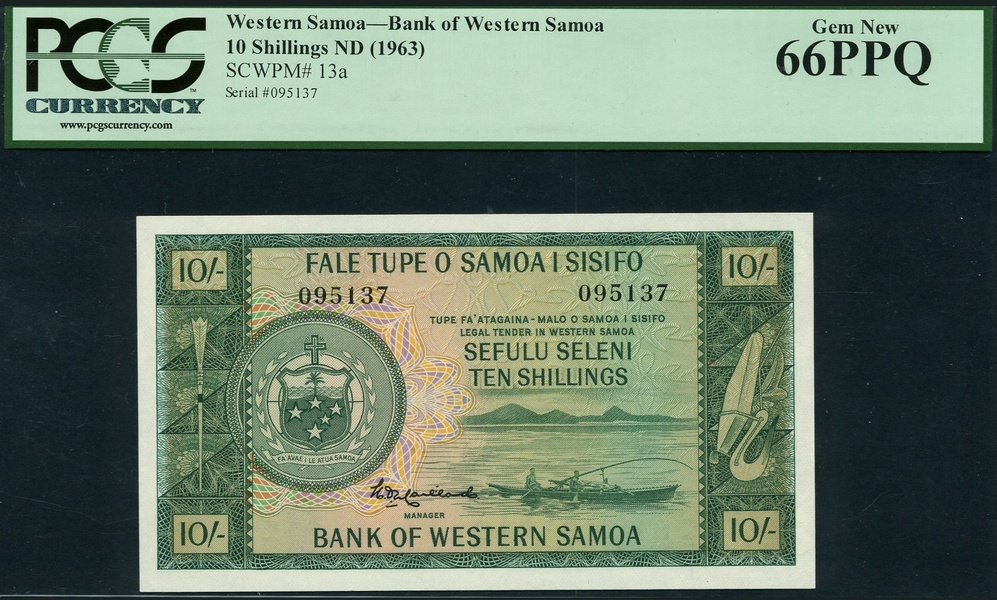 PCGS
TM
CURRENCY
www.pcgscurrency.com
Western Samoa—Bank of Western Samoa
10 Shillings ND (1963)
SCWPM# 13a
Serial #095137
Gem New
66PPQ
10/-
10/-
FALE TUPE O SAMOA I SISIFO
095137
095137
TUPE FA'ATAGAINA - MALO O SAMOA I SISIFO
LEGAL TENDER IN WESTERN SAMOA
SEFULU SELENI
TEN SHILLINGS
FA'AVAE I LE ATUA SAMOA
MANAGER
10/-
10/-
BANK OF WESTERN SAMOA